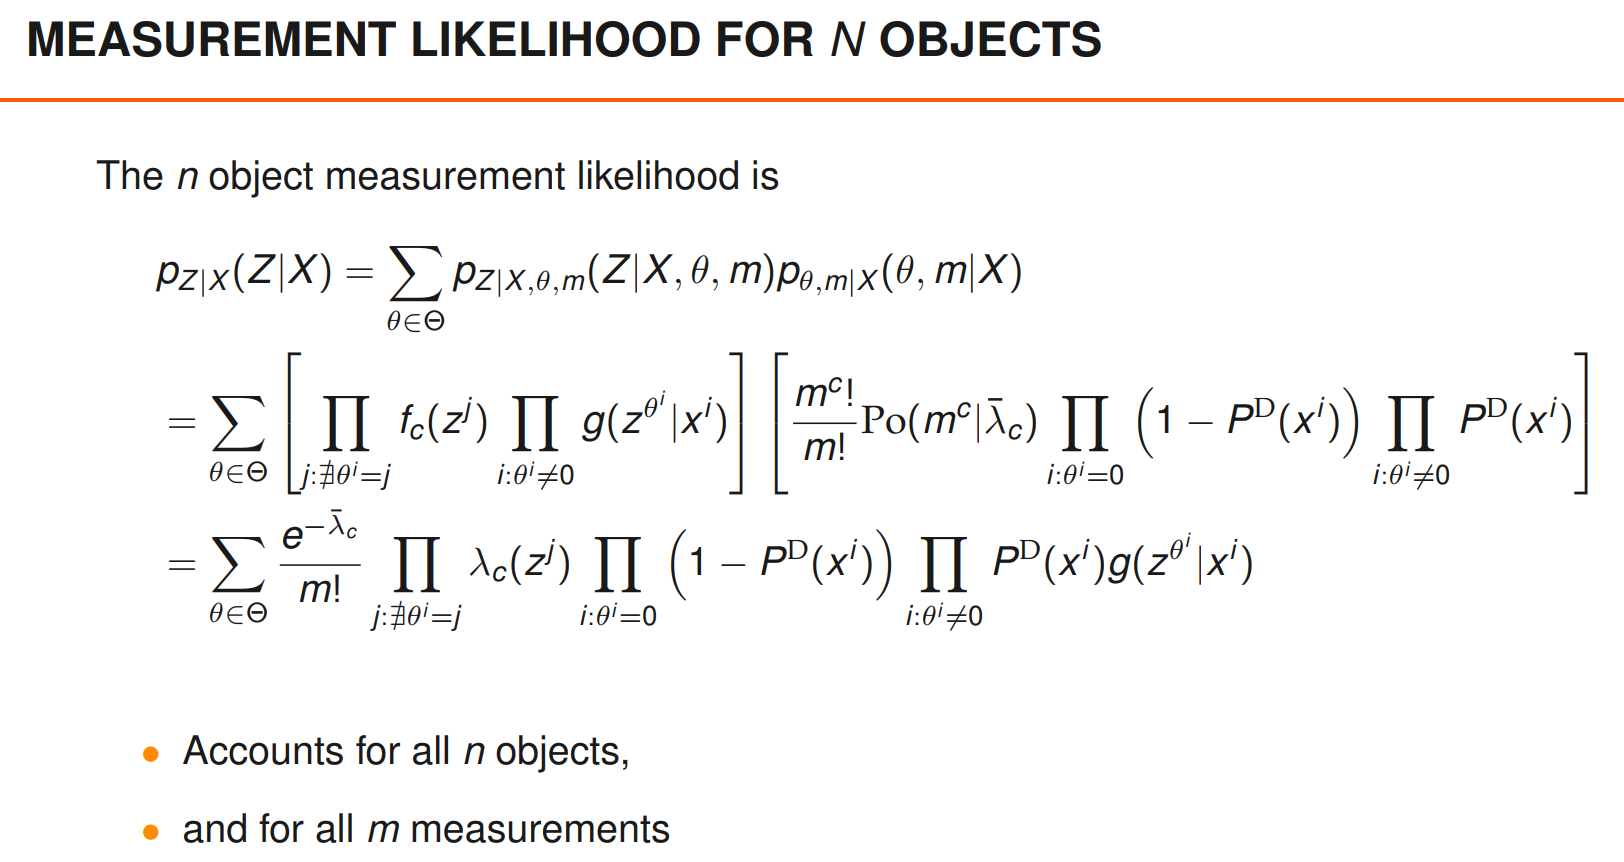 MEASUREMENT LIKELIHOOD FOR N OBJECTS
The n object measurement likelihood is
$p_{Z|X}(Z|X) = \sum_{\theta\in\Theta} p_{Z|X,\theta,m}(Z|X,\theta,m)p_{\theta,m|X}(\theta,m|X)$
$= \sum_{\theta\in\Theta} \left[ \prod_{j:\nexists\theta^i=j} f_c(z^j) \prod_{i:\theta^i\neq 0} g(z^{\theta^i}|x^i) \right] \left[ \frac{m^c!}{m!} \mathrm{Po}(m^c|\bar{\lambda}_c) \prod_{i:\theta^i=0} \left(1 - P^{\mathrm{D}}(x^i)\right) \prod_{i:\theta^i\neq 0} P^{\mathrm{D}}(x^i) \right]$
$= \sum_{\theta\in\Theta} \frac{e^{-\bar{\lambda}_c}}{m!} \prod_{j:\nexists\theta^i=j} \lambda_c(z^j) \prod_{i:\theta^i=0} \left(1 - P^{\mathrm{D}}(x^i)\right) \prod_{i:\theta^i\neq 0} P^{\mathrm{D}}(x^i)g(z^{\theta^i}|x^i)$
• Accounts for all n objects,
• and for all m measurements